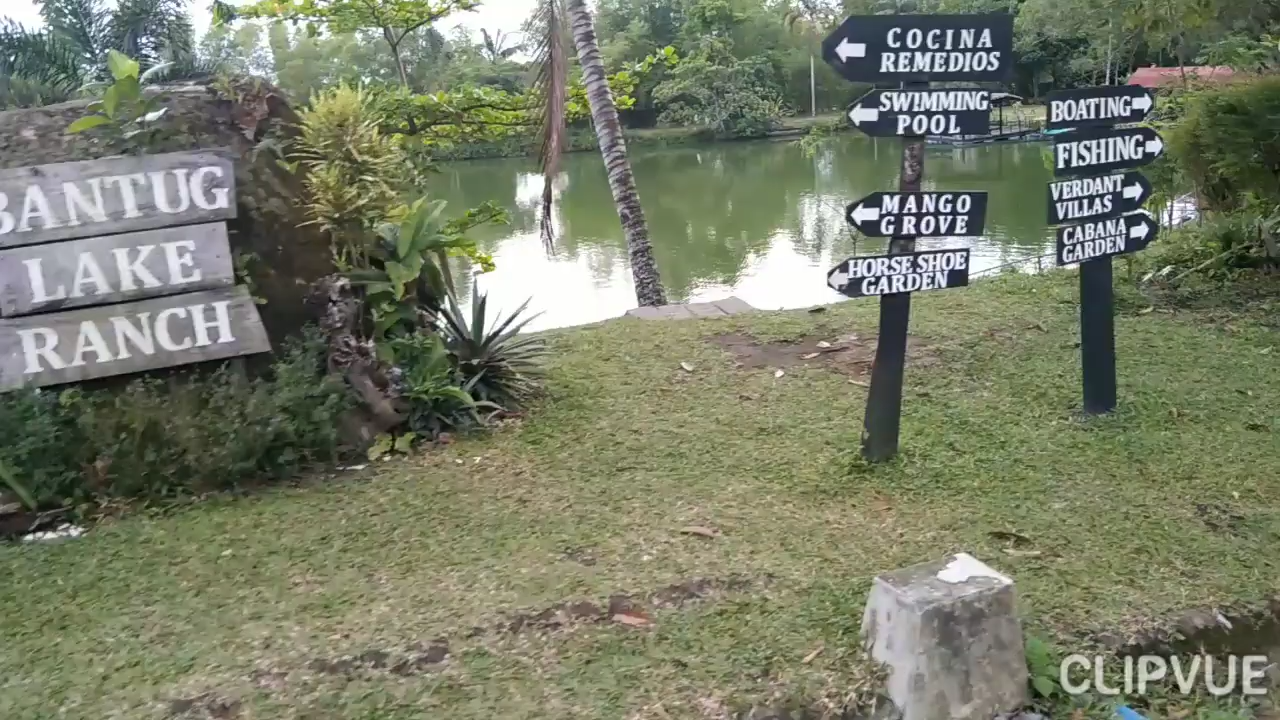 BANTUG
LAKE
RANCH
COCINA
REMEDIOS
SWIMMING
POOL
MANGO
GROVE
HORSE SHOE
GARDEN
BOATING
FISHING
VERDANT
VILLAS
CABANA
GARDEN
CLIPVUE